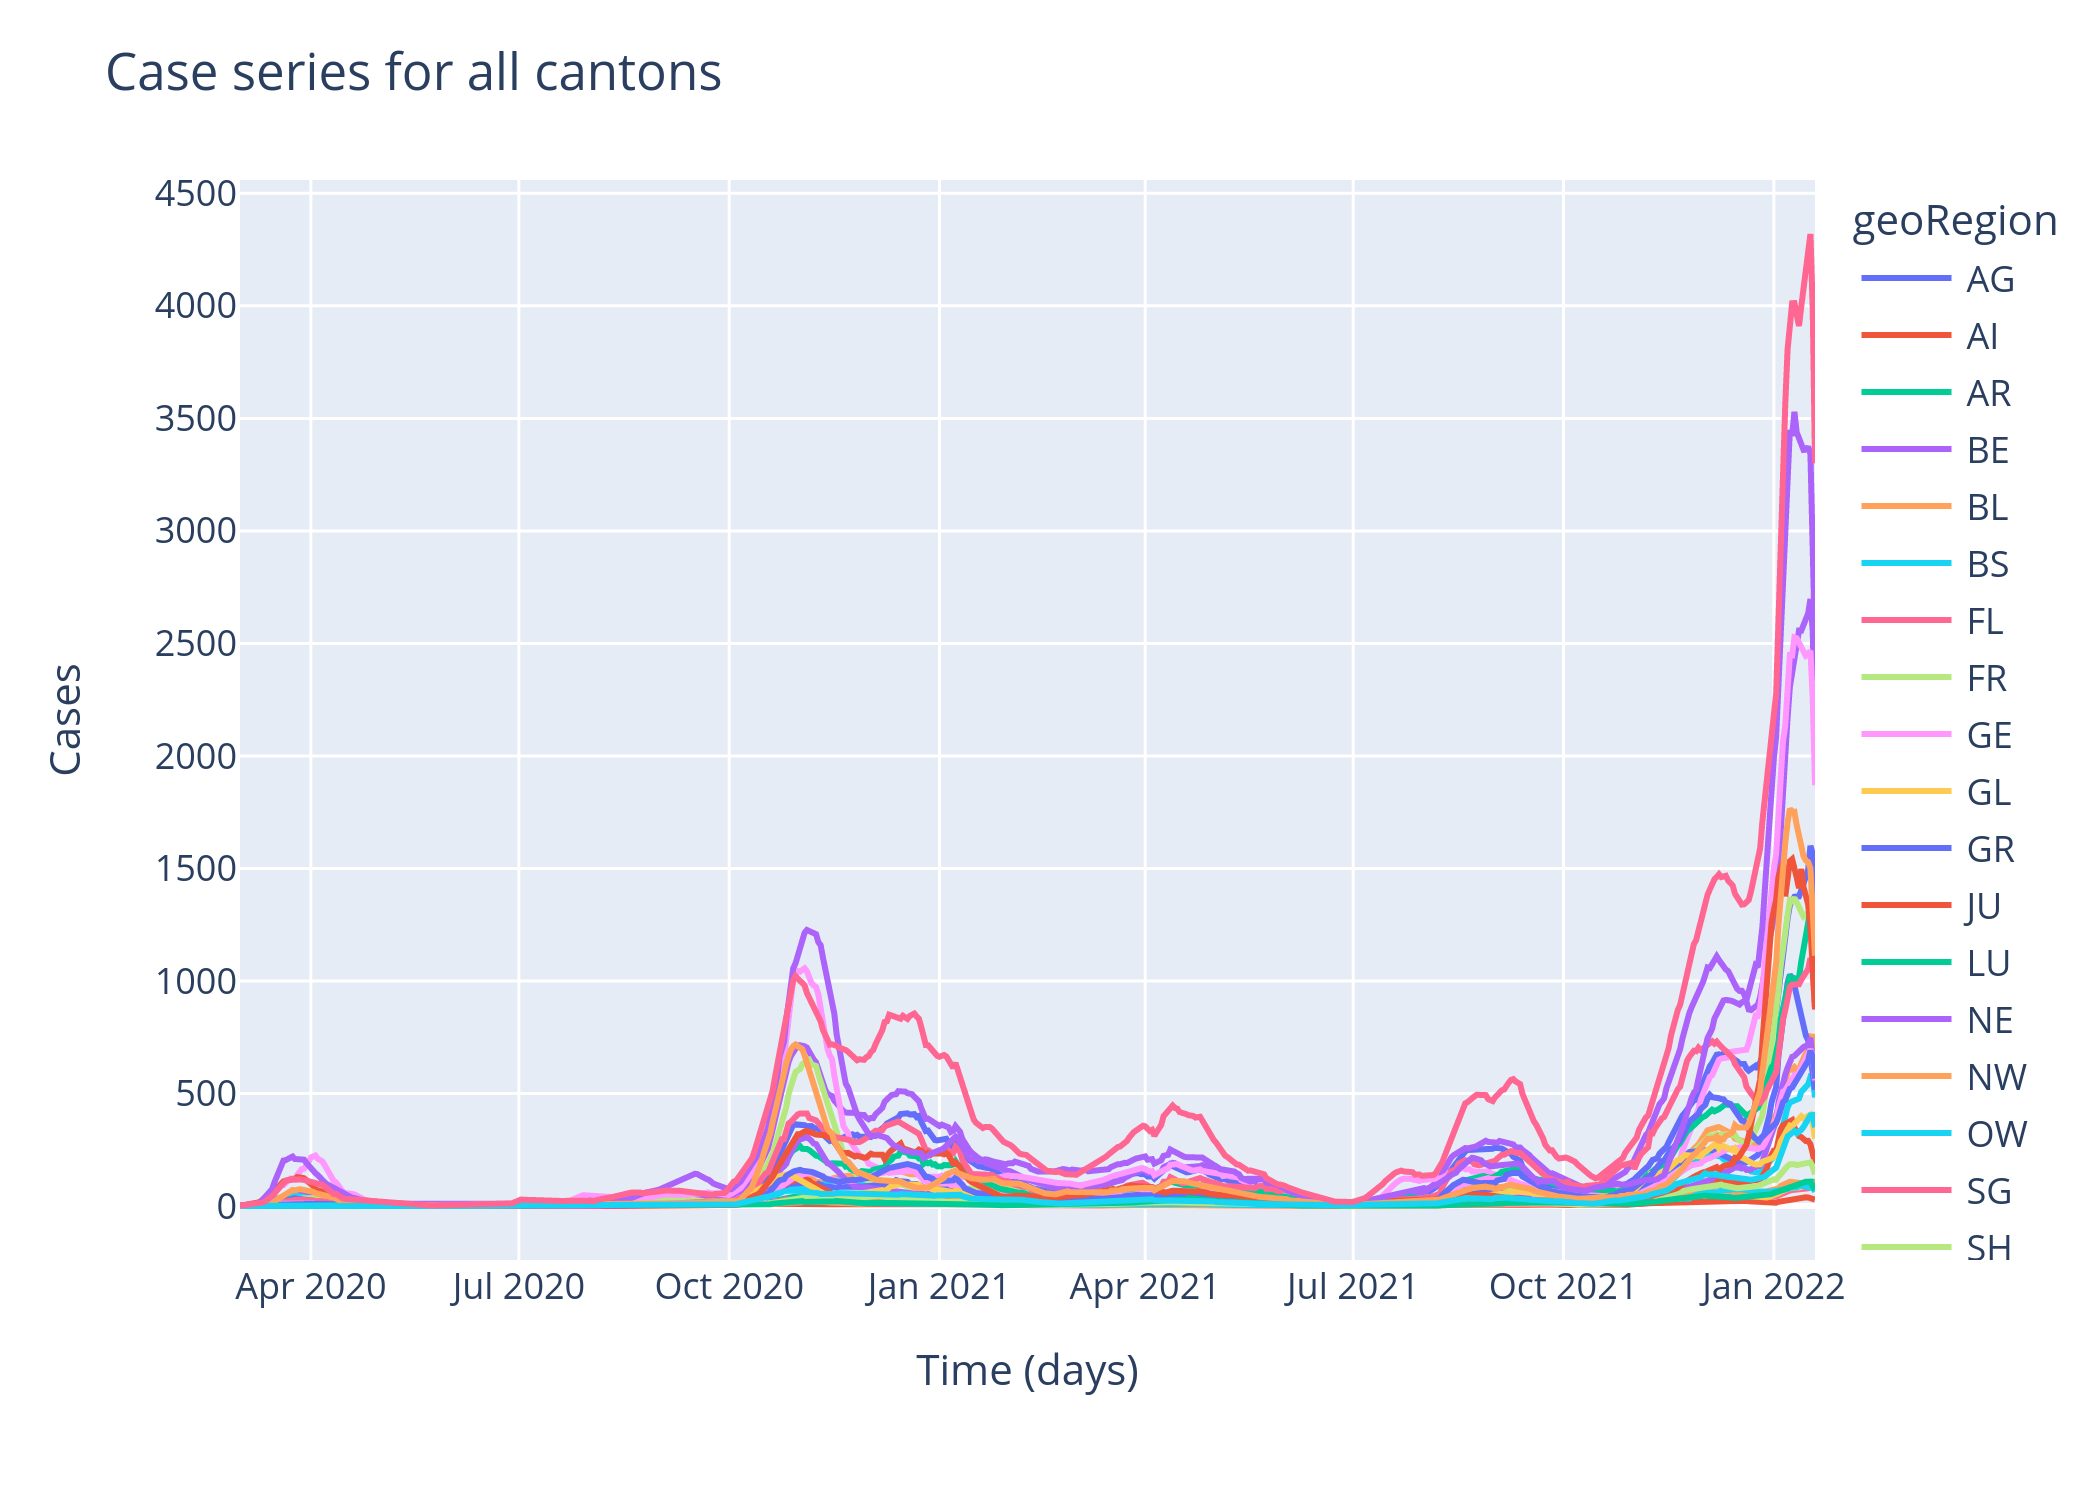 Case series for all cantons
4500
4000
3500
3000
2500
2000
1500
1000
500
0
Cases
Apr 2020
Jul 2020
Oct 2020
Jan 2021
Apr 2021
Jul 2021
Oct 2021
Jan 2022
Time (days)
geoRegion
AG
AI
AR
BE
BL
BS
FL
FR
GE
GL
GR
JU
LU
NE
NW
OW
SG
SH